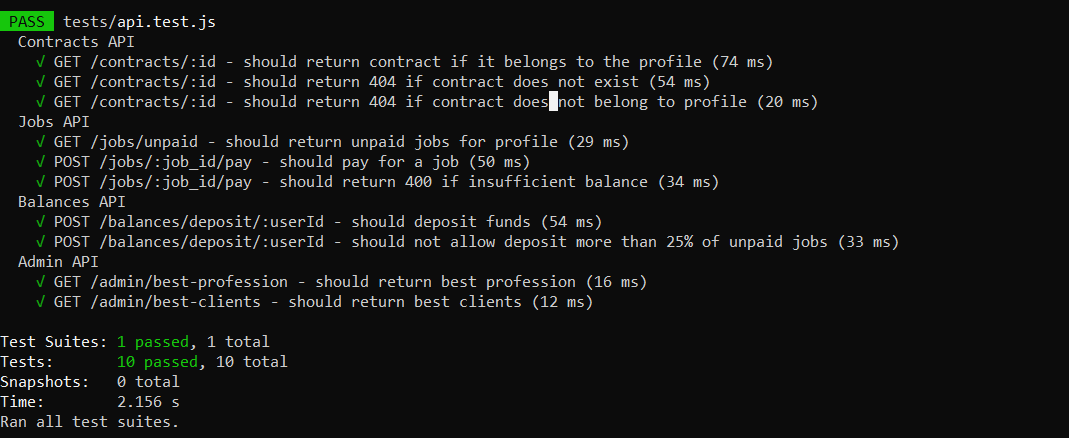 PASS tests/api.test.js
Contracts API
√ GET /contracts/:id - should return contract if it belongs to the profile (74 ms)
√ GET /contracts/:id - should return 404 if contract does not exist (54 ms)
√ GET /contracts/:id - should return 404 if contract does not belong to profile (20 ms)
Jobs API
√ GET /jobs/unpaid - should return unpaid jobs for profile (29 ms)
√ POST /jobs/:job_id/pay - should pay for a job (50 ms)
√ POST /jobs/:job_id/pay - should return 400 if insufficient balance (34 ms)
Balances API
√ POST /balances/deposit/:userId - should deposit funds (54 ms)
√ POST /balances/deposit/:userId - should not allow deposit more than 25% of unpaid jobs (33 ms)
Admin API
√ GET /admin/best-profession - should return best profession (16 ms)
√ GET /admin/best-clients - should return best clients (12 ms)
Test Suites: 1 passed, 1 total
Tests: 10 passed, 10 total
Snapshots: 0 total
Time: 2.156 s
Ran all test suites.